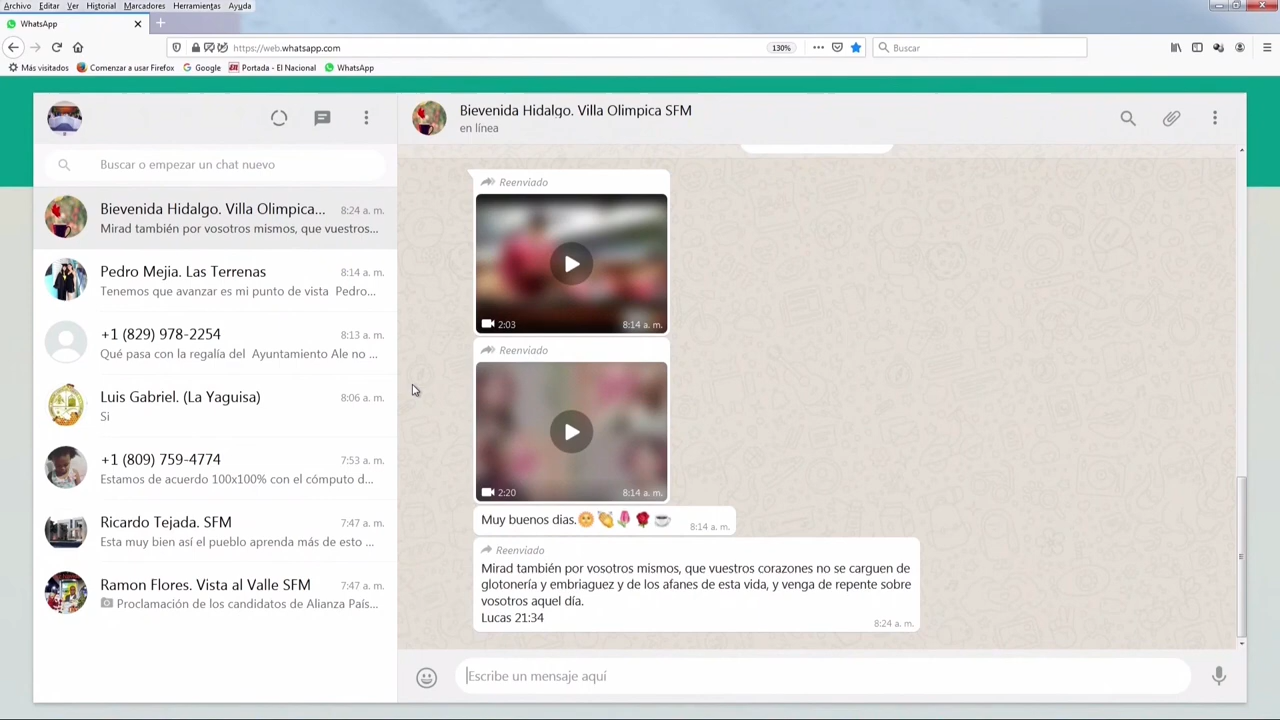 Archivo Editar Ver Historial Marcadores Herramientas Ayuda
WhatsApp
https://web.whatsapp.com
130%
Buscar
Más visitados Comenzar a usar Firefox Google Portada - El Nacional WhatsApp
Bievenida Hidalgo. Villa Olimpica SFM
en línea
Buscar o empezar un chat nuevo
Bievenida Hidalgo. Villa Olimpica... 8:24 a. m.
Mirad también por vosotros mismos, que vuestros...
Pedro Mejia. Las Terrenas 8:14 a. m.
Tenemos que avanzar es mi punto de vista Pedro...
+1 (829) 978-2254 8:13 a. m.
Qué pasa con la regalía del Ayuntamiento Ale no ...
Luis Gabriel. (La Yaguisa) 8:06 a. m.
Si
+1 (809) 759-4774 7:53 a. m.
Estamos de acuerdo 100x100% con el cómputo d...
Ricardo Tejada. SFM 7:47 a. m.
Esta muy bien así el pueblo aprenda más de esto ...
Ramon Flores. Vista al Valle SFM 7:47 a. m.
Proclamación de los candidatos de Alianza País...
Reenviado
2:03 8:14 a. m.
Reenviado
2:20 8:14 a. m.
Muy buenos dias.🌞👏🌷🌹☕ 8:14 a. m.
Reenviado
Mirad también por vosotros mismos, que vuestros corazones no se carguen de
glotonería y embriaguez y de los afanes de esta vida, y venga de repente sobre
vosotros aquel día.
Lucas 21:34
8:24 a. m.
Escribe un mensaje aquí